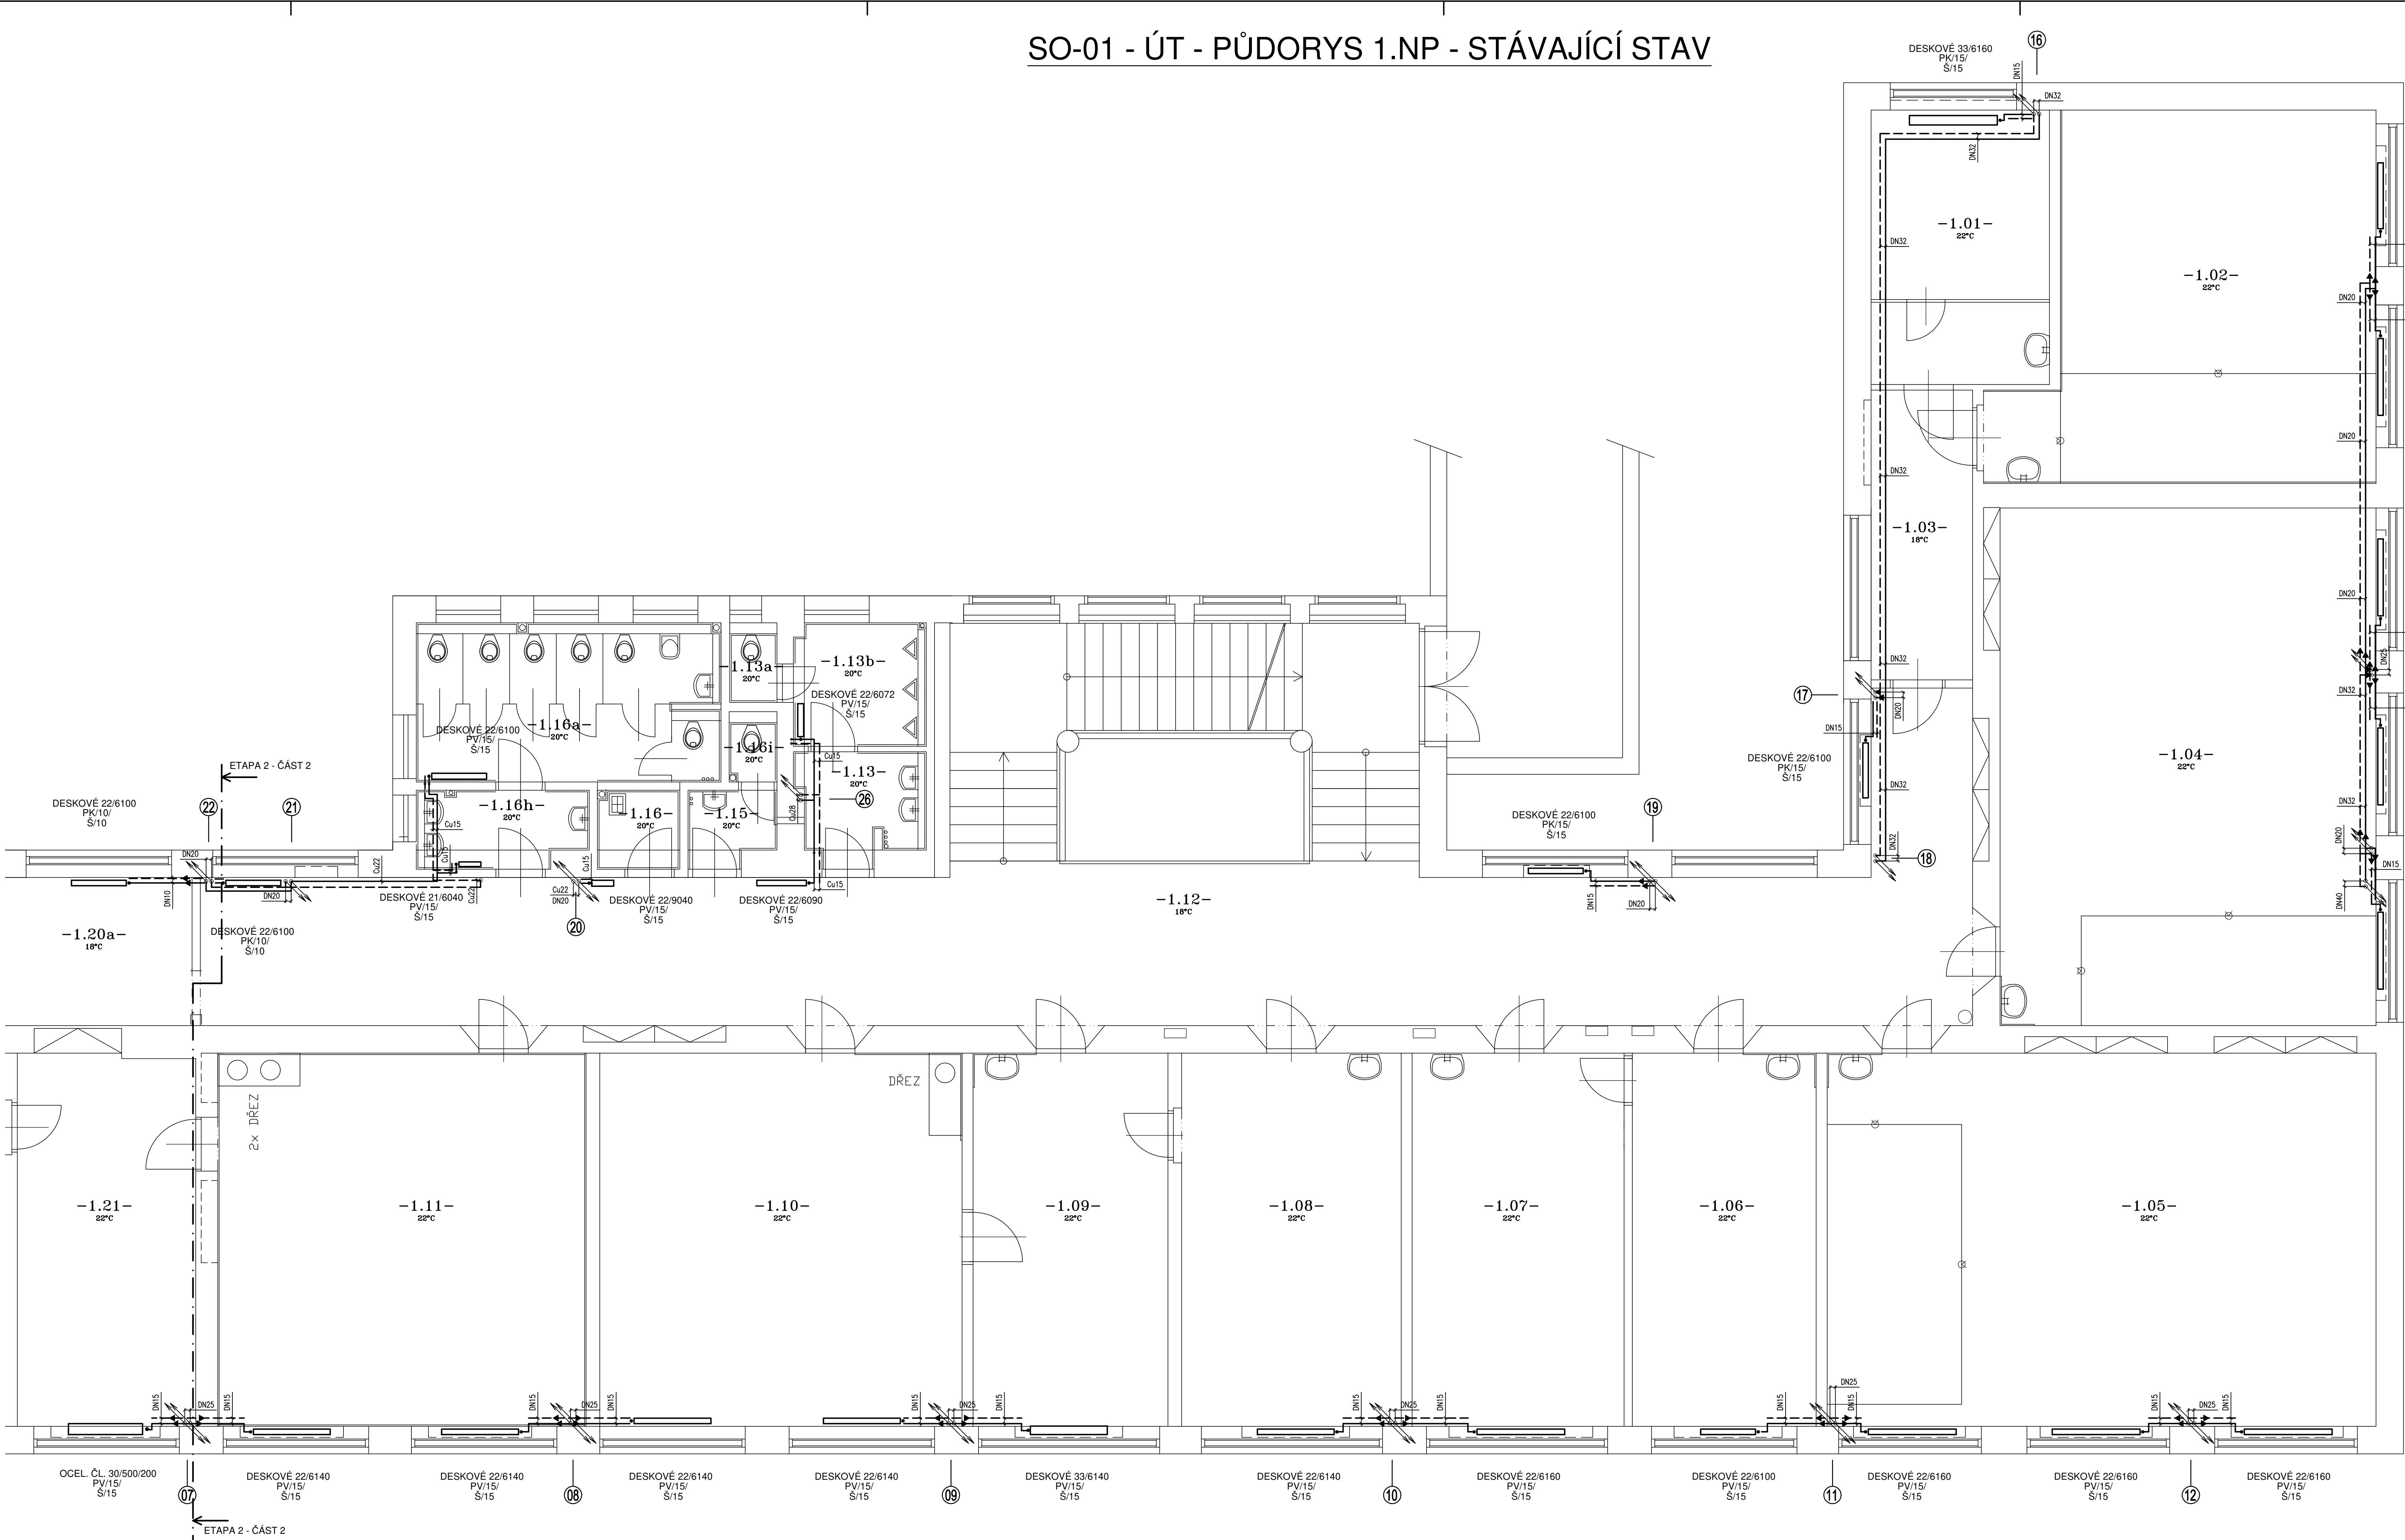 SO-01 - ÚT - PŮDORYS 1.NP - STÁVAJÍCÍ STAV
DESKOVÉ 33/6160
PK/15/
Š/15
16
DN15
DN32
DN32
-1.01-
22°C
DN32
-1.02-
22°C
DN20
DN20
DN32
-1.03-
18°C
DN20
DN25
DN32
DN32
17
DN20
DN15
DESKOVÉ 22/6100
PK/15/
Š/15
-1.04-
22°C
DN32
DN32
DN20
DN15
DN32
18
DN40
-1.13a-
20°C
-1.13b-
20°C
DESKOVÉ 22/6072
PV/15/
Š/15
-1.16a-
20°C
DESKOVÉ 22/6100
PV/15/
Š/15
-1.16i-
20°C
Cu15
-1.13-
20°C
26
Cu28
ETAPA 2 - ČÁST 2
DESKOVÉ 22/6100
PK/10/
Š/10
22
21
-1.16h-
20°C
-1.16-
20°C
-1.15-
20°C
Cu15
Cu15
Cu15
DN20
Cu22
DN10
DN20
Cu22
Cu22
DN20
Cu15
DESKOVÉ 21/6040
PV/15/
Š/15
20
DESKOVÉ 22/9040
PV/15/
Š/15
DESKOVÉ 22/6090
PV/15/
Š/15
DESKOVÉ 22/6100
PK/15/
Š/15
19
-1.12-
18°C
DN15
DN20
-1.20a-
18°C
DESKOVÉ 22/6100
PK/10/
Š/10
2x DŘEZ
DŘEZ
-1.21-
22°C
-1.11-
22°C
-1.10-
22°C
-1.09-
22°C
-1.08-
22°C
-1.07-
22°C
-1.06-
22°C
-1.05-
22°C
DN15
DN25
DN15
DN15
DN25
DN15
DN15
DN25
DN15
DN15
DN25
DN15
DN15
DN25
DN15
DN15
DN25
DN15
OCEL. ČL. 30/500/200
PV/15/
Š/15
07
DESKOVÉ 22/6140
PV/15/
Š/15
DESKOVÉ 22/6140
PV/15/
Š/15
08
DESKOVÉ 22/6140
PV/15/
Š/15
DESKOVÉ 22/6140
PV/15/
Š/15
09
DESKOVÉ 33/6140
PV/15/
Š/15
DESKOVÉ 22/6140
PV/15/
Š/15
10
DESKOVÉ 22/6160
PV/15/
Š/15
DESKOVÉ 22/6100
PV/15/
Š/15
11
DESKOVÉ 22/6160
PV/15/
Š/15
DESKOVÉ 22/6160
PV/15/
Š/15
12
DESKOVÉ 22/6160
PV/15/
Š/15
ETAPA 2 - ČÁST 2